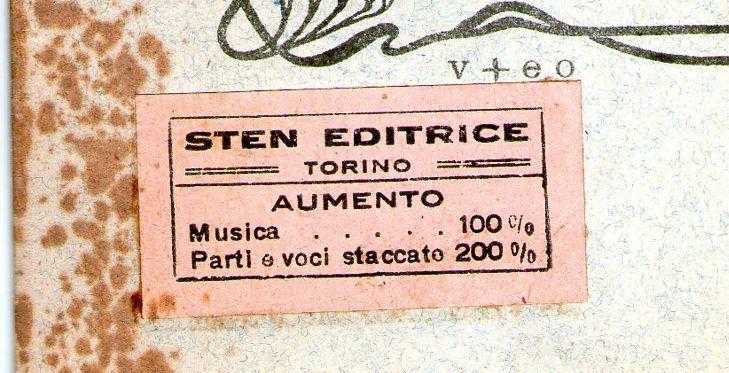 v+eo
STEN EDITRICE
TORINO
AUMENTO
Musica . . . . . 100 %
Parti e voci staccate 200 %